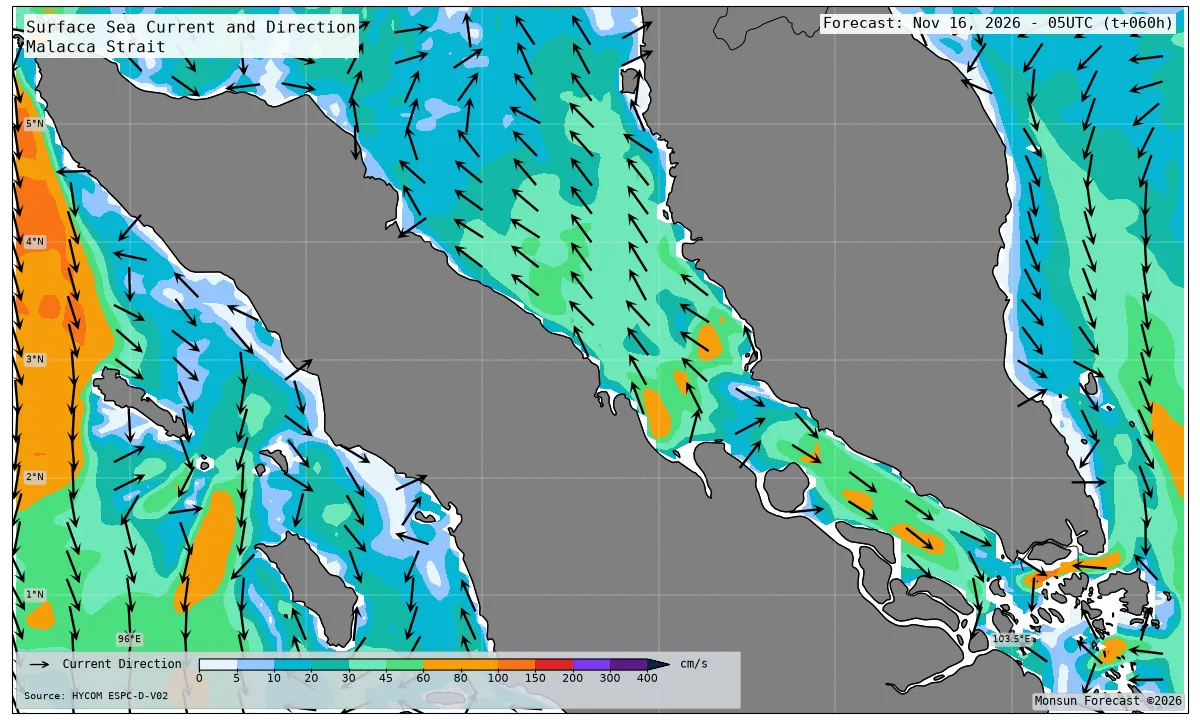 Surface Sea Current and Direction
Malacca Strait
Forecast: Nov 16, 2026 - 05UTC (t+060h)
5°N
4°N
3°N
2°N
1°N
96°E
103.5°E
Current Direction
0 5 10 20 30 45 60 80 100 150 200 300 400
cm/s
Source: HYCOM ESPC-D-V02
Monsun Forecast ©2026